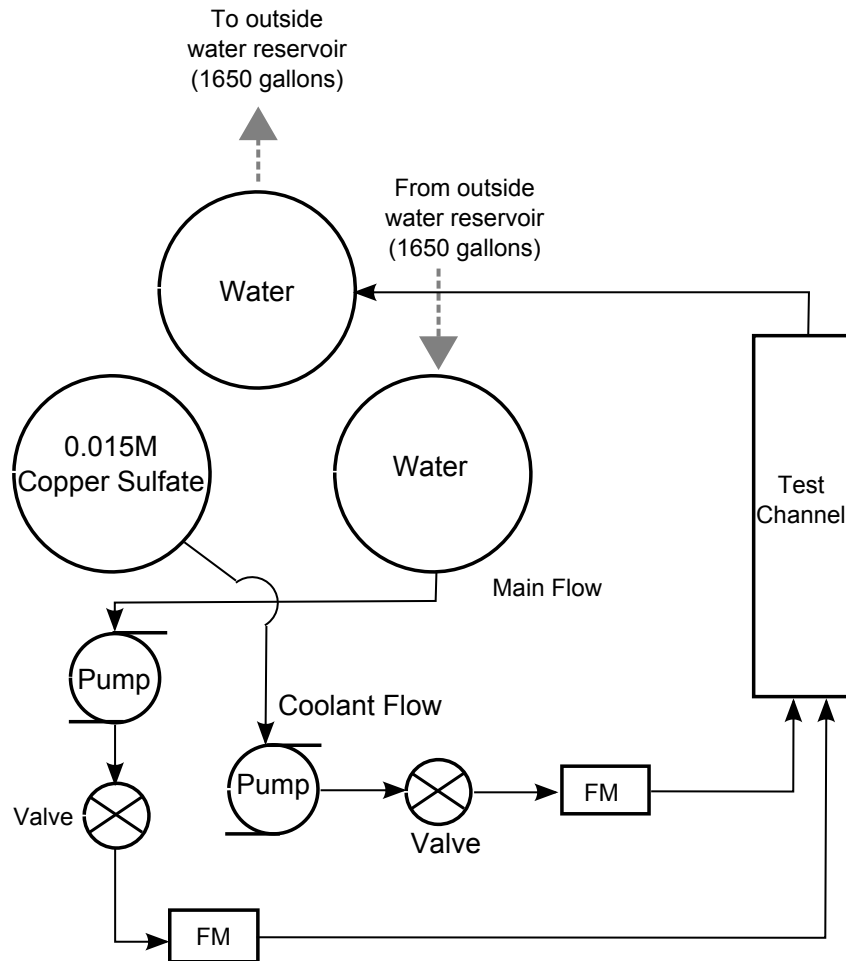 To outside
water reservoir
(1650 gallons)
From outside
water reservoir
(1650 gallons)
Water
0.015M
Copper Sulfate
Water
Test
Channel
Main Flow
Pump
Coolant Flow
Pump
FM
Valve
Valve
FM